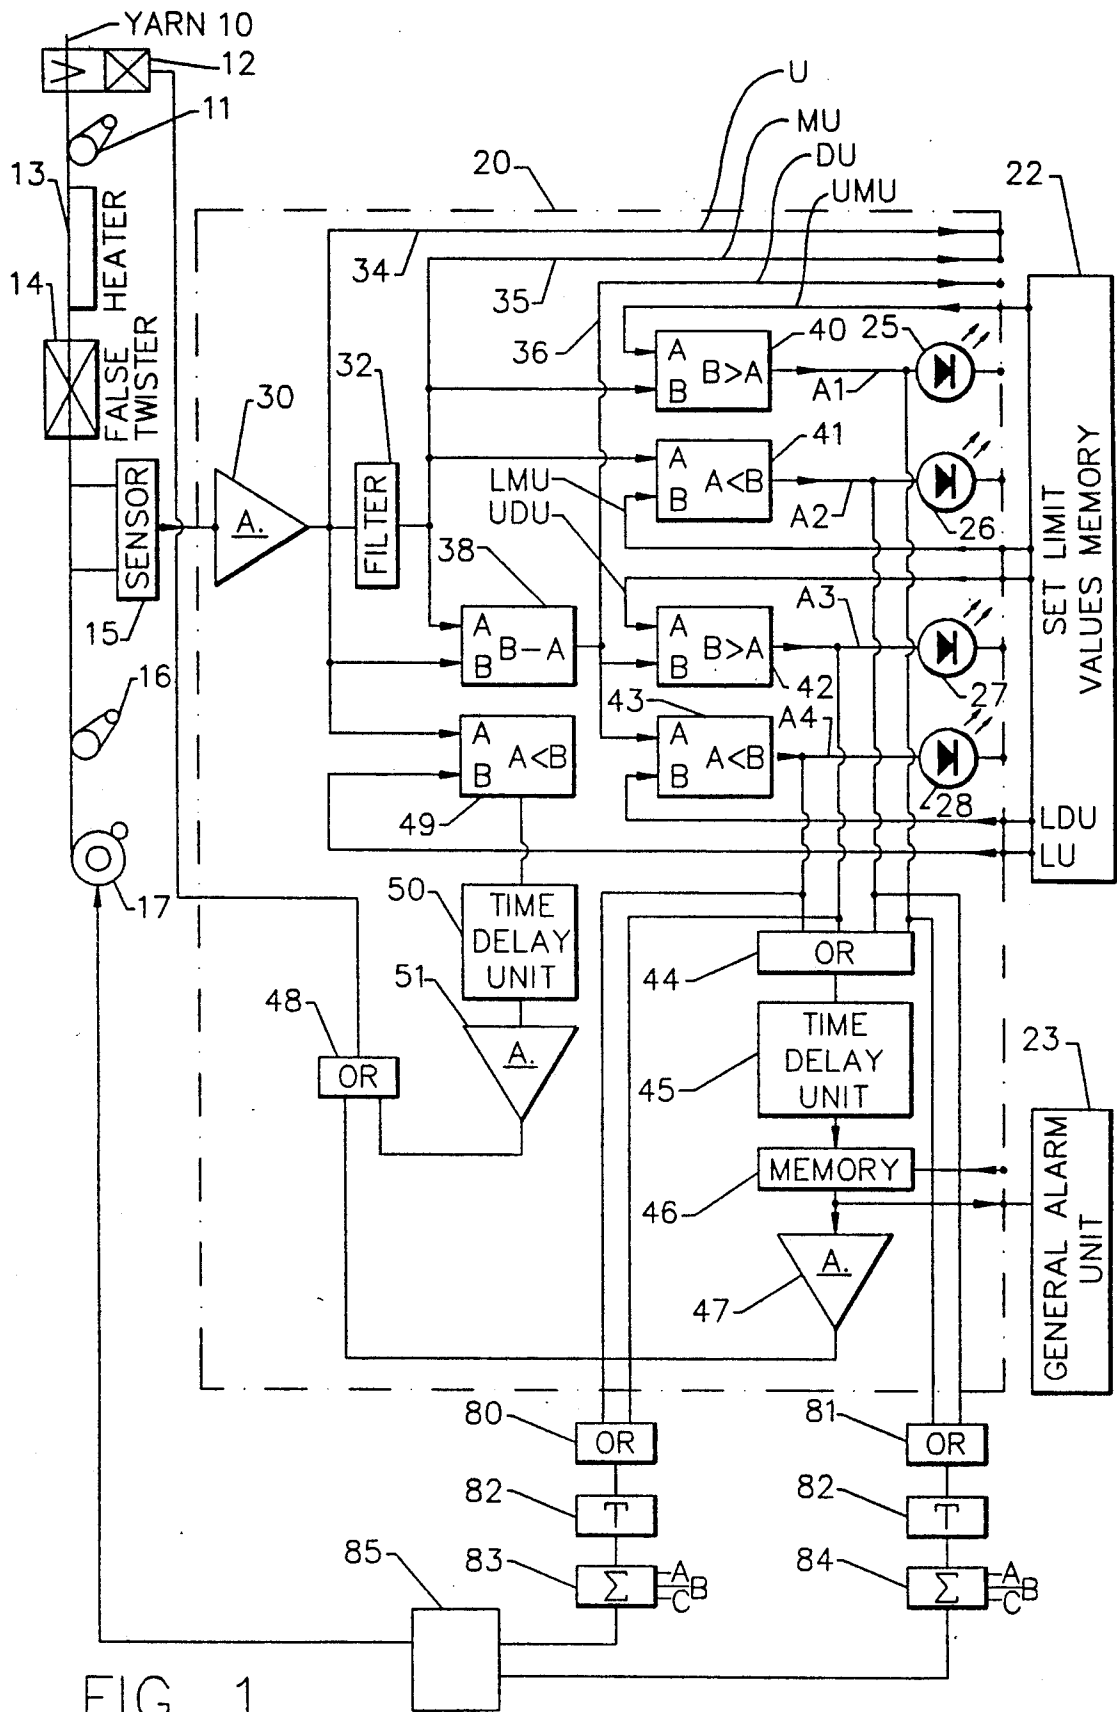 YARN 10
12
11
13
HEATER
14
FALSE
TWISTER
SENSOR
15
16
17
20
U
MU
DU
UMU
22
34
35
36
30
A.
32
FILTER
38
A
B
B-A
A
B
A<B
49
40
A
B
B>A
A1
25
41
A
B
A<B
A2
26
LMU
UDU
A
B
B>A
42
A3
27
43
A
B
A<B
A4
28
SET LIMIT
VALUES MEMORY
LDU
LU
50
TIME
DELAY
UNIT
51
A.
48
OR
OR
44
TIME
DELAY
UNIT
45
MEMORY
46
A.
47
23
GENERAL ALARM
UNIT
80
OR
82
T
83
Σ
A
B
C
81
OR
82
T
84
Σ
A
B
C
85
FIG. 1